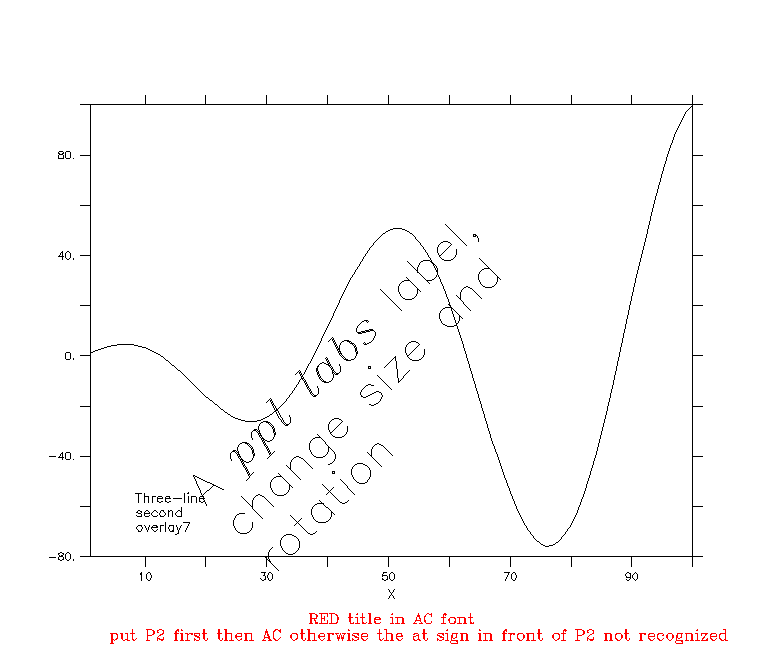 80.
40.
0.
-40.
-80.
A ppl labs label,
change size and
rotation
Three-line
second
overlay7
10 30 50 70 90
X
RED title in AC font
put P2 first then AC otherwise the at sign in front of P2 not recognized